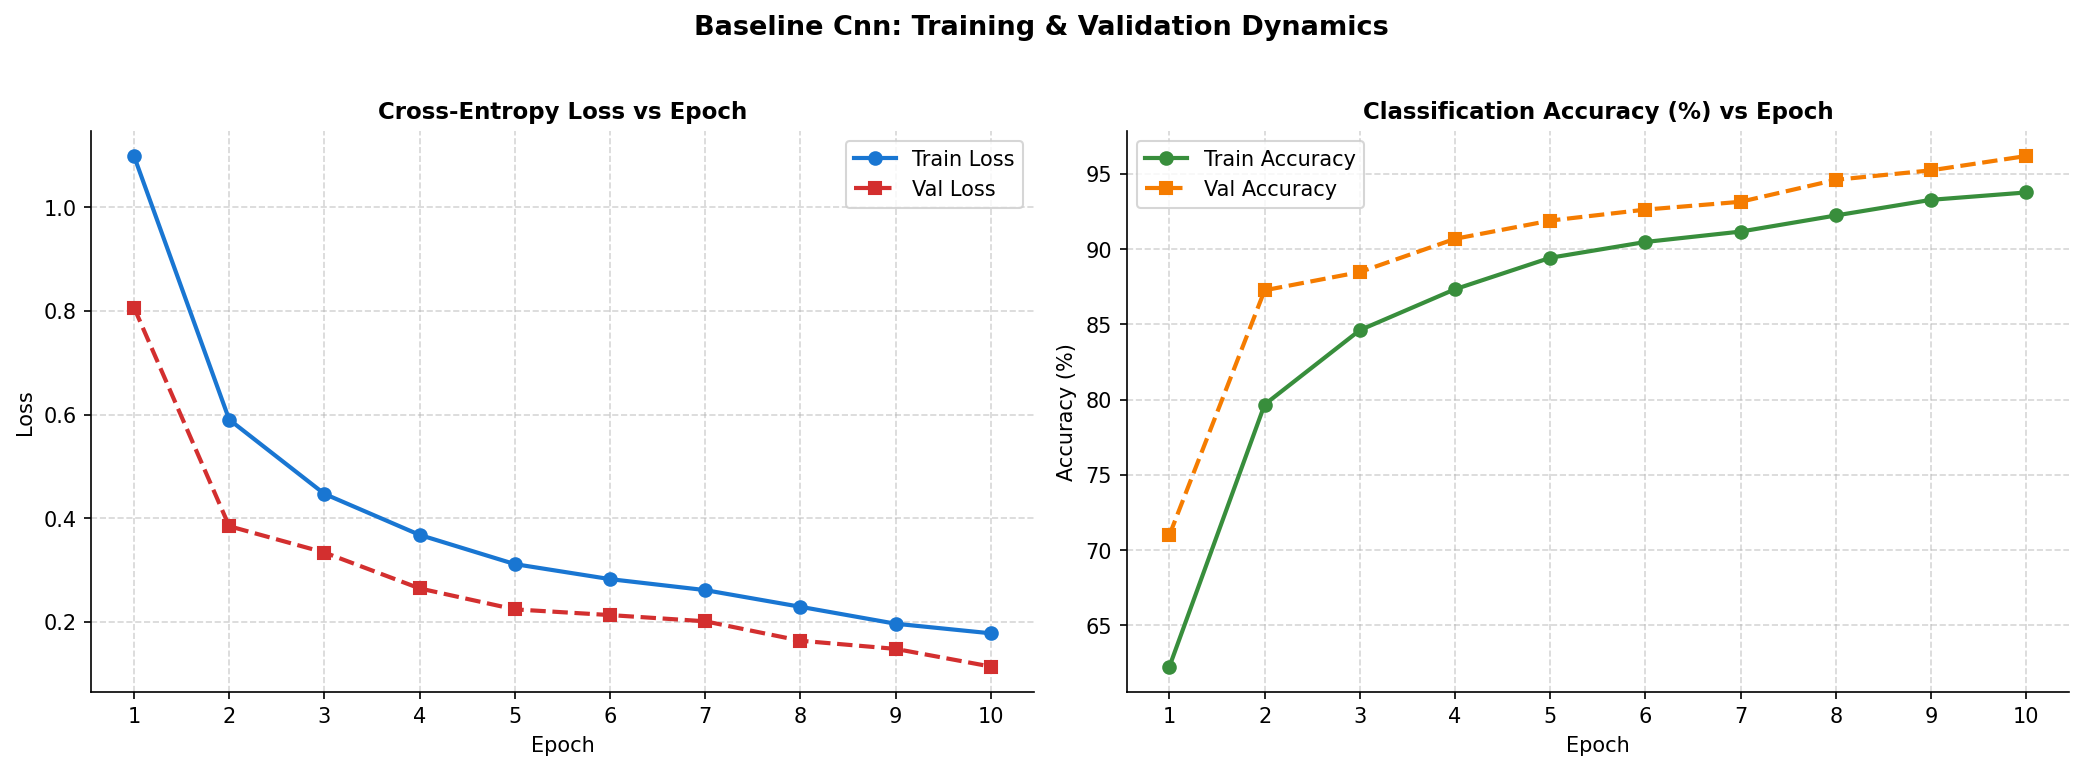 Baseline Cnn: Training & Validation Dynamics
Cross-Entropy Loss vs Epoch
Train Loss
Val Loss
1.0
0.8
0.6
0.4
0.2
Loss
1 2 3 4 5 6 7 8 9 10
Epoch
Classification Accuracy (%) vs Epoch
Train Accuracy
Val Accuracy
95
90
85
80
75
70
65
Accuracy (%)
1 2 3 4 5 6 7 8 9 10
Epoch